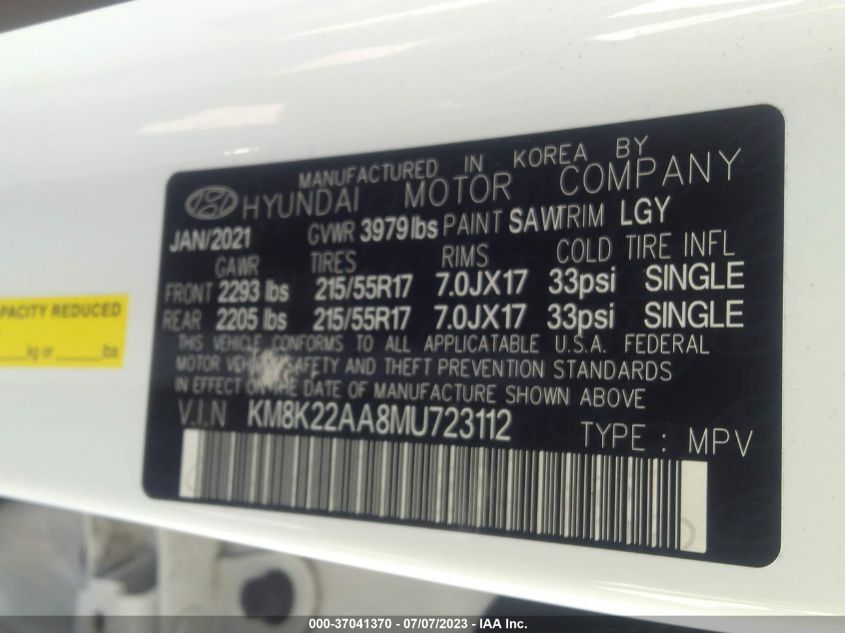 MANUFACTURED IN KOREA BY
HYUNDAI MOTOR COMPANY
JAN/2021 GVWR 3979 lbs PAINT SAW TRIM LGY
GAWR TIRES RIMS COLD TIRE INFL
FRONT 2293 lbs 215/55R17 7.0JX17 33psi SINGLE
REAR 2205 lbs 215/55R17 7.0JX17 33psi SINGLE
THIS VEHICLE CONFORMS TO ALL APPLICATABLE U.S.A. FEDERAL
MOTOR VEHICLE SAFETY AND THEFT PREVENTION STANDARDS
IN EFFECT ON THE DATE OF MANUFACTURE SHOWN ABOVE
V.I.N KM8K22AA8MU723112
TYPE : MPV
PACITY REDUCED
kg or ____ lbs
000-37041370 - 07/07/2023 - IAA Inc.